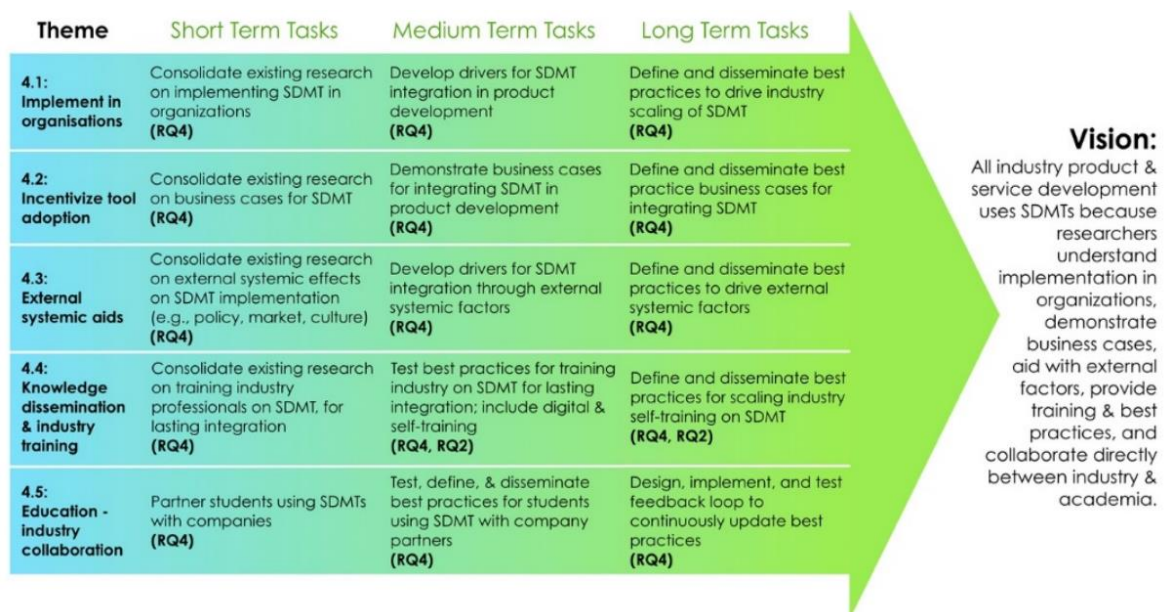 Theme
Short Term Tasks
Medium Term Tasks
Long Term Tasks
4.1:
Implement in
organisations
Consolidate existing research
on implementing SDMT in
organizations
(RQ4)
Develop drivers for SDMT
integration in product
development
(RQ4)
Define and disseminate best
practices to drive industry
scaling of SDMT
(RQ4)
4.2:
Incentivize tool
adoption
Consolidate existing research
on business cases for SDMT
(RQ4)
Demonstrate business cases
for integrating SDMT in
product development
(RQ4)
Define and disseminate best
practice business cases for
integrating SDMT
(RQ4)
4.3:
External
systemic aids
Consolidate existing research
on external systemic effects
on SDMT implementation
(e.g., policy, market, culture)
(RQ4)
Develop drivers for SDMT
integration through external
systemic factors
(RQ4)
Define and disseminate best
practices to drive external
systemic factors
(RQ4)
4.4:
Knowledge
dissemination
& industry
training
Consolidate existing research
on training industry
professionals on SDMT, for
lasting integration
(RQ4)
Test best practices for training
industry on SDMT for lasting
integration; include digital &
self-training
(RQ4, RQ2)
Define and disseminate best
practices for scaling industry
self-training on SDMT
(RQ4, RQ2)
4.5:
Education -
industry
collaboration
Partner students using SDMTs
with companies
(RQ4)
Test, define, & disseminate
best practices for students
using SDMT with company
partners
(RQ4)
Design, implement, and test
feedback loop to
continuously update best
practices
(RQ4)
Vision:
All industry product &
service development
uses SDMTs because
researchers
understand
implementation in
organizations,
demonstrate
business cases,
aid with external
factors, provide
training & best
practices, and
collaborate directly
between industry &
academia.